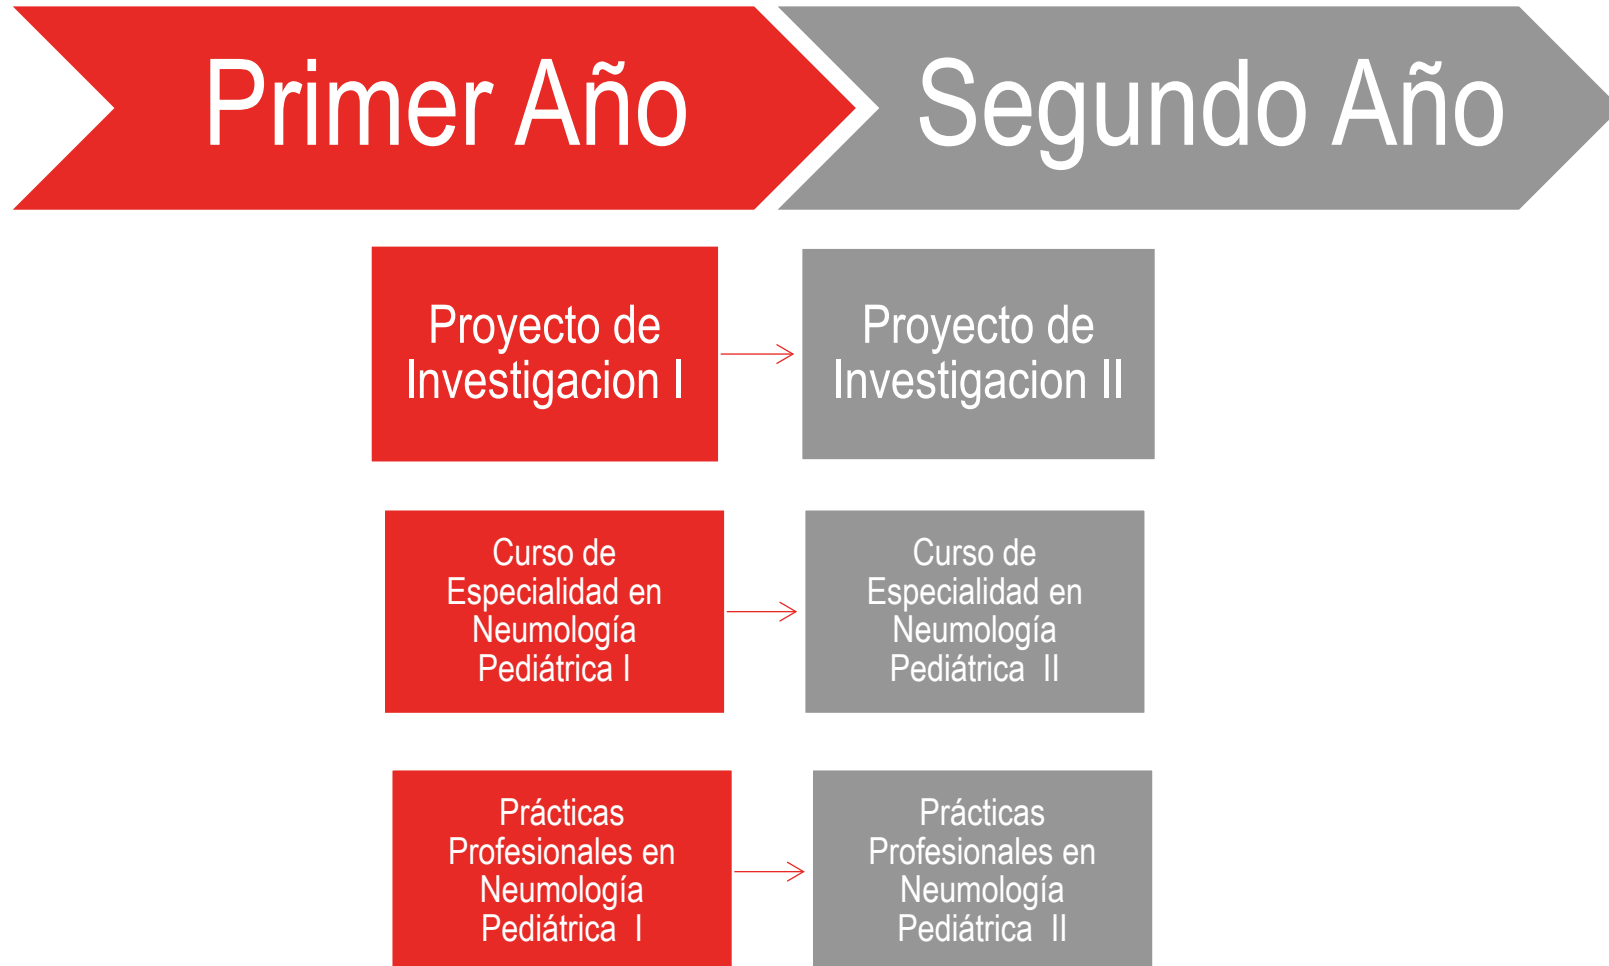 Primer Año
Segundo Año
Proyecto de
Investigacion I
Proyecto de
Investigacion II
Curso de
Especialidad en
Neumología
Pediátrica I
Curso de
Especialidad en
Neumología
Pediátrica  II
Prácticas
Profesionales en
Neumología
Pediátrica  I
Prácticas
Profesionales en
Neumología
Pediátrica  II